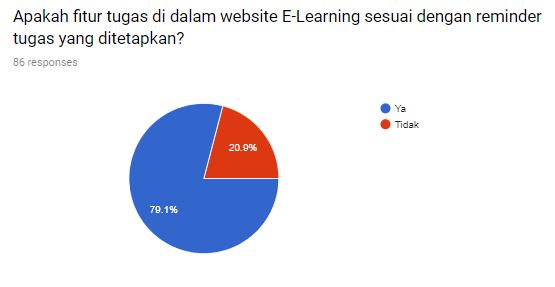 Apakah fitur tugas di dalam website E-Learning sesuai dengan reminder
tugas yang ditetapkan?
86 responses
Ya
Tidak
20.9%
79.1%